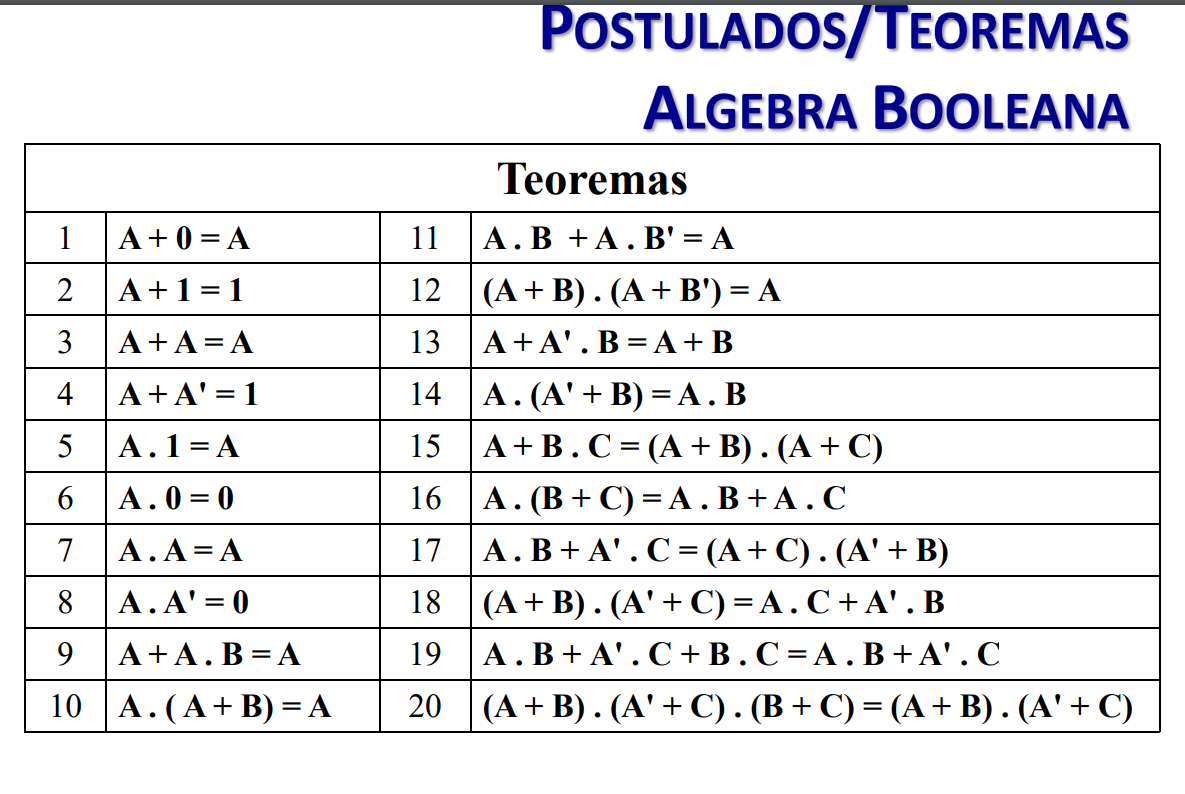 POSTULADOS/TEOREMAS
ALGEBRA BOOLEANA
Teoremas
1 A + 0 = A 11 A . B + A . B' = A
2 A + 1 = 1 12 (A + B) . (A + B') = A
3 A + A = A 13 A + A' . B = A + B
4 A + A' = 1 14 A . (A' + B) = A . B
5 A . 1 = A 15 A + B . C = (A + B) . (A + C)
6 A . 0 = 0 16 A . (B + C) = A . B + A . C
7 A . A = A 17 A . B + A' . C = (A + C) . (A' + B)
8 A . A' = 0 18 (A + B) . (A' + C) = A . C + A' . B
9 A + A . B = A 19 A . B + A' . C + B . C = A . B + A' . C
10 A . ( A + B) = A 20 (A + B) . (A' + C) . (B + C) = (A + B) . (A' + C)